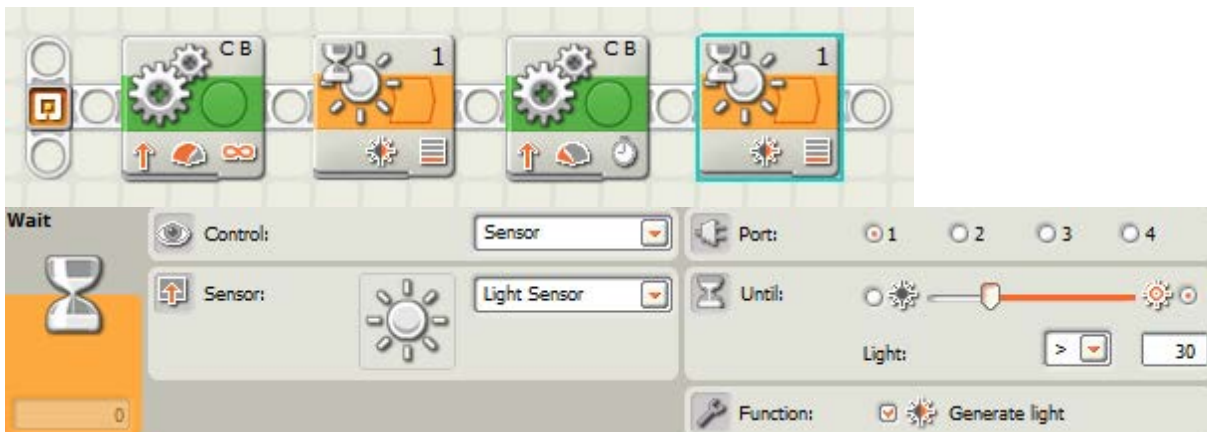 C B
1
C B
1
Wait
Control:
Sensor
Port:
1
2
3
4
Sensor:
Light Sensor
Until:
Light:
>
30
0
Function:
Generate light